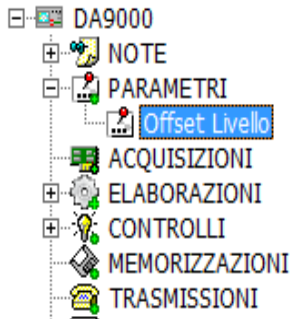 DA9000
NOTE
PARAMETRI
Offset Livello
ACQUISIZIONI
ELABORAZIONI
CONTROLLI
MEMORIZZAZIONI
TRASMISSIONI